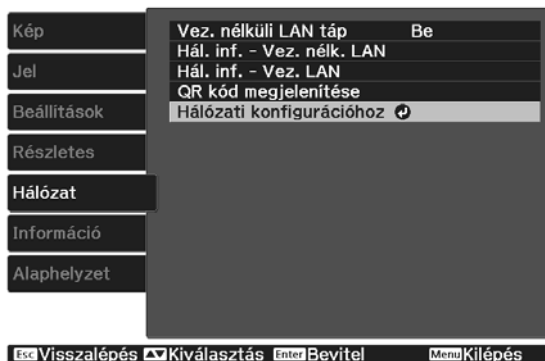 Kép
Jel
Beállítások
Részletes
Hálózat
Információ
Alaphelyzet
Vez. nélküli LAN táp Be
Hál. inf. - Vez. nélk. LAN
Hál. inf. - Vez. LAN
QR kód megjelenítése
Hálózati konfigurációhoz
Esc Visszalépés Kiválasztás Enter Bevitel Menu Kilépés